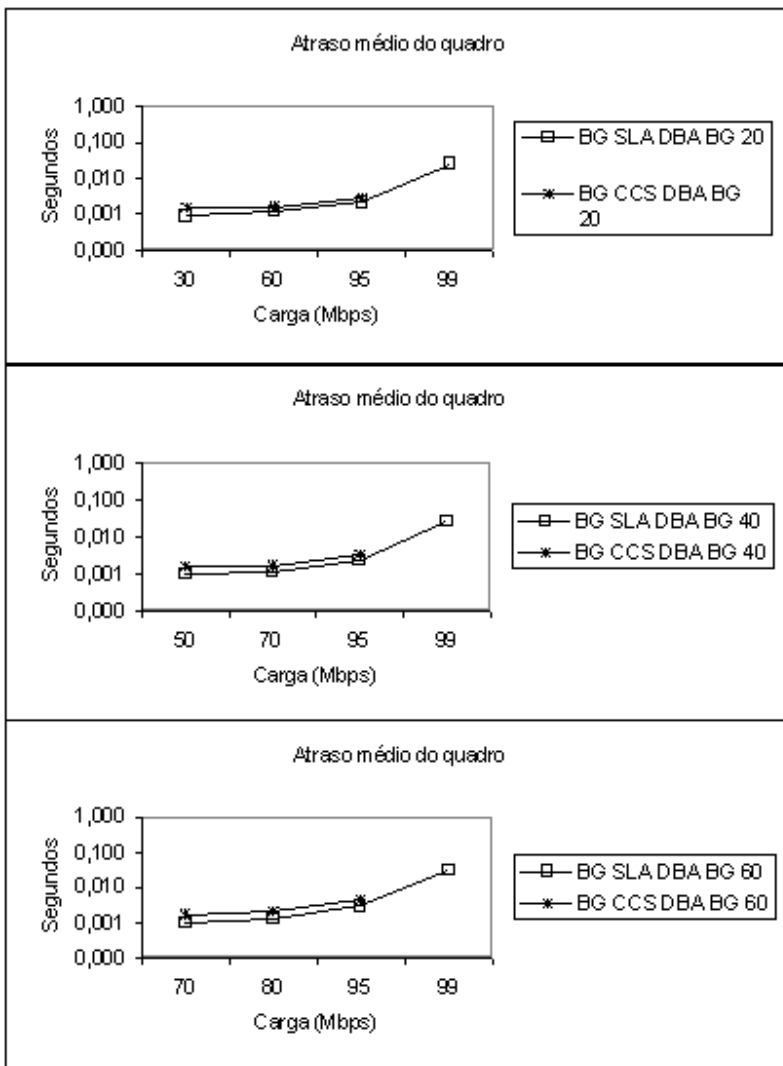 Atraso médio do quadro
Segundos
1,000
0,100
0,010
0,001
0,000
30 60 95 99
Carga (Mbps)
BG SLA DBA BG 20
BG CCS DBA BG
20
Atraso médio do quadro
Segundos
1,000
0,100
0,010
0,001
0,000
50 70 95 99
Carga (Mbps)
BG SLA DBA BG 40
BG CCS DBA BG 40
Atraso médio do quadro
Segundos
1,000
0,100
0,010
0,001
0,000
70 80 95 99
Carga (Mbps)
BG SLA DBA BG 60
BG CCS DBA BG 60